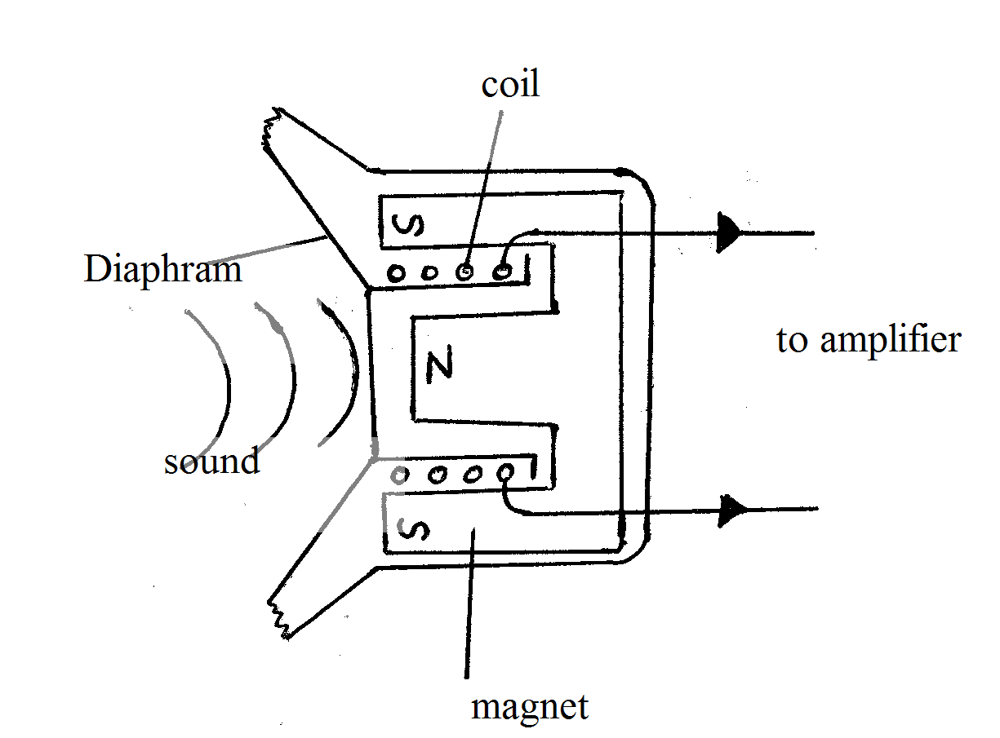 coil
S
Diaphram
to amplifier
N
sound
S
magnet